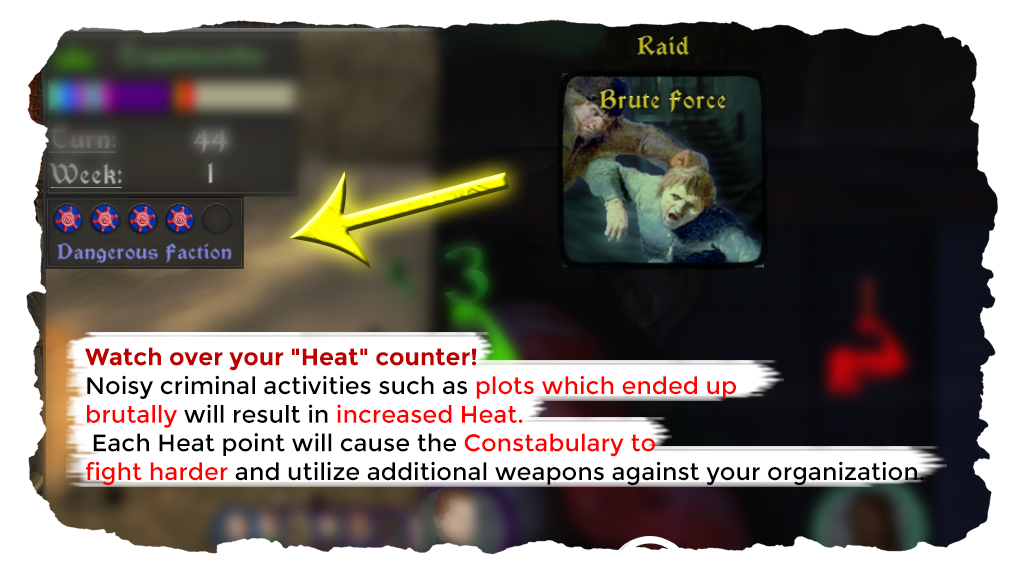 Raid
Brute Force
Turn: 44
Week: 1
Dangerous Faction
3
Watch over your "Heat" counter!
Noisy criminal activities such as plots which ended up
brutally will result in increased Heat.
Each Heat point will cause the Constabulary to
fight harder and utilize additional weapons against your organization.